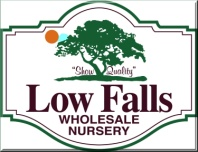 "Show Quality"
Low Falls
WHOLESALE
NURSERY